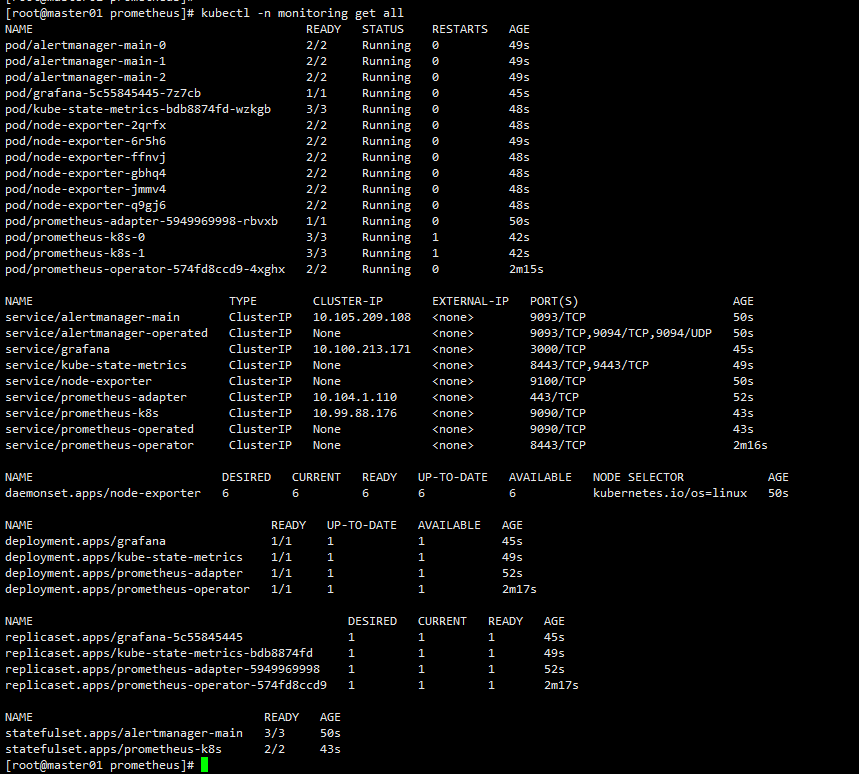 [root@master01 prometheus]#
[root@master01 prometheus]# kubectl -n monitoring get all
NAME READY STATUS RESTARTS AGE
pod/alertmanager-main-0 2/2 Running 0 49s
pod/alertmanager-main-1 2/2 Running 0 49s
pod/alertmanager-main-2 2/2 Running 0 49s
pod/grafana-5c55845445-7z7cb 1/1 Running 0 45s
pod/kube-state-metrics-bdb8874fd-wzkgb 3/3 Running 0 48s
pod/node-exporter-2qrfx 2/2 Running 0 48s
pod/node-exporter-6r5h6 2/2 Running 0 49s
pod/node-exporter-ffnvj 2/2 Running 0 48s
pod/node-exporter-gbhq4 2/2 Running 0 48s
pod/node-exporter-jmmv4 2/2 Running 0 48s
pod/node-exporter-q9gj6 2/2 Running 0 48s
pod/prometheus-adapter-5949969998-rbvxb 1/1 Running 0 50s
pod/prometheus-k8s-0 3/3 Running 1 42s
pod/prometheus-k8s-1 3/3 Running 1 42s
pod/prometheus-operator-574fd8ccd9-4xghx 2/2 Running 0 2m15s
NAME TYPE CLUSTER-IP EXTERNAL-IP PORT(S) AGE
service/alertmanager-main ClusterIP 10.105.209.108 <none> 9093/TCP 50s
service/alertmanager-operated ClusterIP None <none> 9093/TCP,9094/TCP,9094/UDP 50s
service/grafana ClusterIP 10.100.213.171 <none> 3000/TCP 45s
service/kube-state-metrics ClusterIP None <none> 8443/TCP,9443/TCP 49s
service/node-exporter ClusterIP None <none> 9100/TCP 50s
service/prometheus-adapter ClusterIP 10.104.1.110 <none> 443/TCP 52s
service/prometheus-k8s ClusterIP 10.99.88.176 <none> 9090/TCP 43s
service/prometheus-operated ClusterIP None <none> 9090/TCP 43s
service/prometheus-operator ClusterIP None <none> 8443/TCP 2m16s
NAME DESIRED CURRENT READY UP-TO-DATE AVAILABLE NODE SELECTOR AGE
daemonset.apps/node-exporter 6 6 6 6 6 kubernetes.io/os=linux 50s
NAME READY UP-TO-DATE AVAILABLE AGE
deployment.apps/grafana 1/1 1 1 45s
deployment.apps/kube-state-metrics 1/1 1 1 49s
deployment.apps/prometheus-adapter 1/1 1 1 52s
deployment.apps/prometheus-operator 1/1 1 1 2m17s
NAME DESIRED CURRENT READY AGE
replicaset.apps/grafana-5c55845445 1 1 1 45s
replicaset.apps/kube-state-metrics-bdb8874fd 1 1 1 49s
replicaset.apps/prometheus-adapter-5949969998 1 1 1 52s
replicaset.apps/prometheus-operator-574fd8ccd9 1 1 1 2m17s
NAME READY AGE
statefulset.apps/alertmanager-main 3/3 50s
statefulset.apps/prometheus-k8s 2/2 43s
[root@master01 prometheus]#